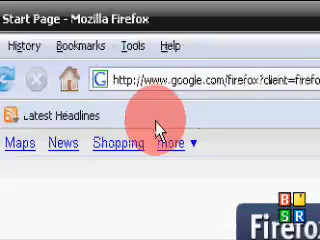 Start Page - Mozilla Firefox
History Bookmarks Tools Help
G http://www.google.com/firefox?client=firefo
Latest Headlines
Maps News Shopping more ▼
B
S R
Firefo